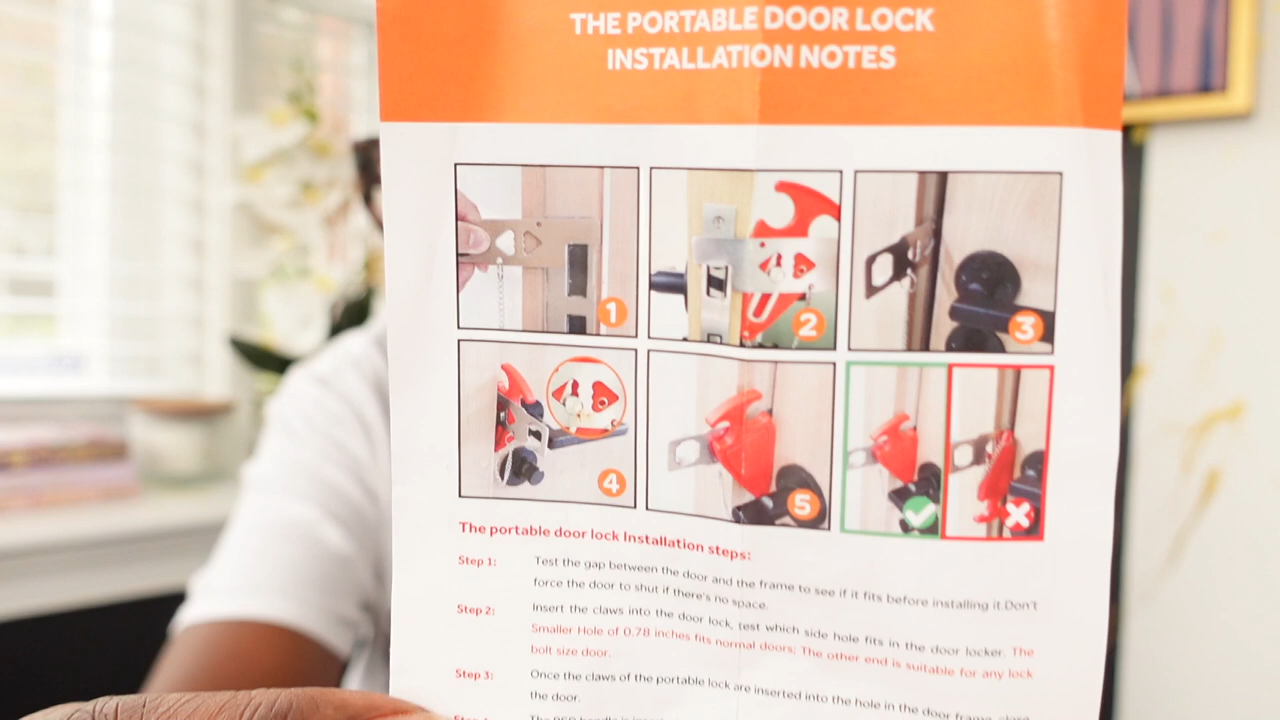 THE PORTABLE DOOR LOCK
INSTALLATION NOTES
1
2
3
4
5
The portable door lock Installation steps:
Step 1: Test the gap between the door and the frame to see if it fits before installing it.Don't
force the door to shut if there's no space.
Step 2: Insert the claws into the door lock, test which side hole fits in the door locker. The
Smaller Hole of 0.78 inches fits normal doors; The other end is suitable for any lock
bolt size door.
Step 3: Once the claws of the portable lock are inserted into the hole in the door frame, close
the door.